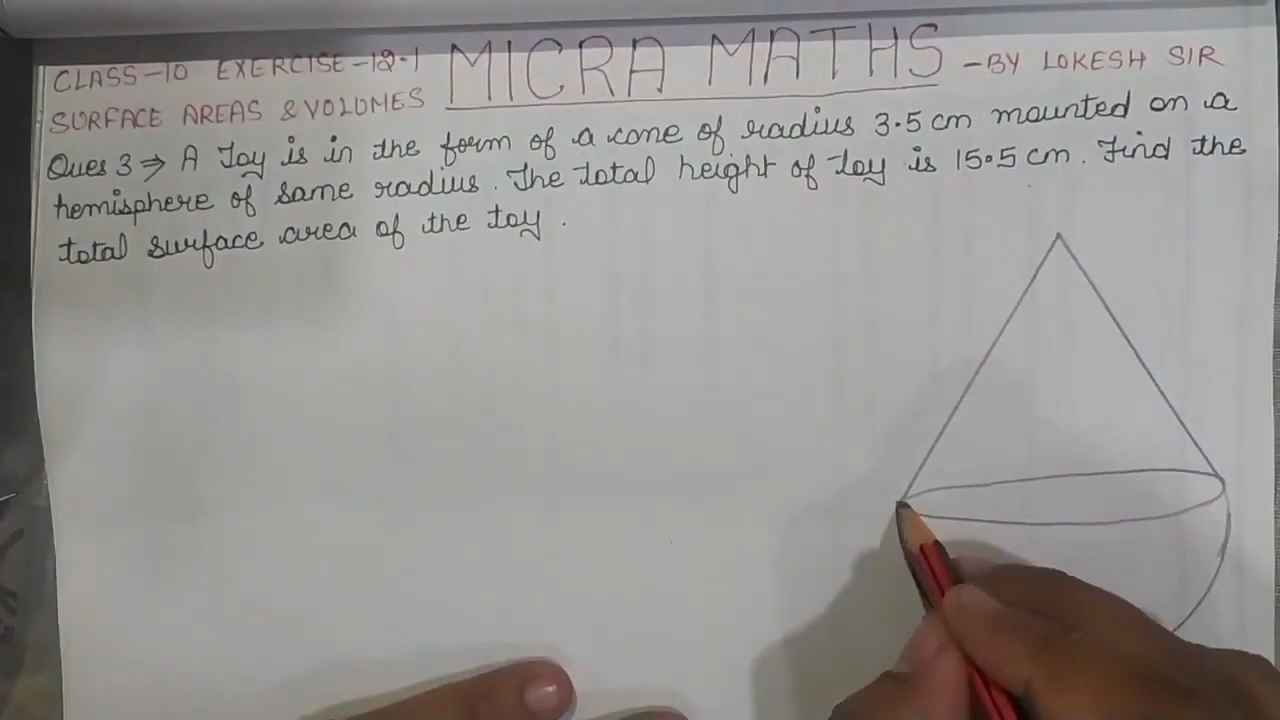 CLASS-10 EXERCISE-12.1 MICRA MATHS -BY LOKESH SIR
SURFACE AREAS & VOLUMES
Ques 3 ⇒ A Toy is in the form of a cone of radius 3.5 cm mounted on a
hemisphere of same radius. The total height of toy is 15.5 cm. Find the
total surface area of the toy.